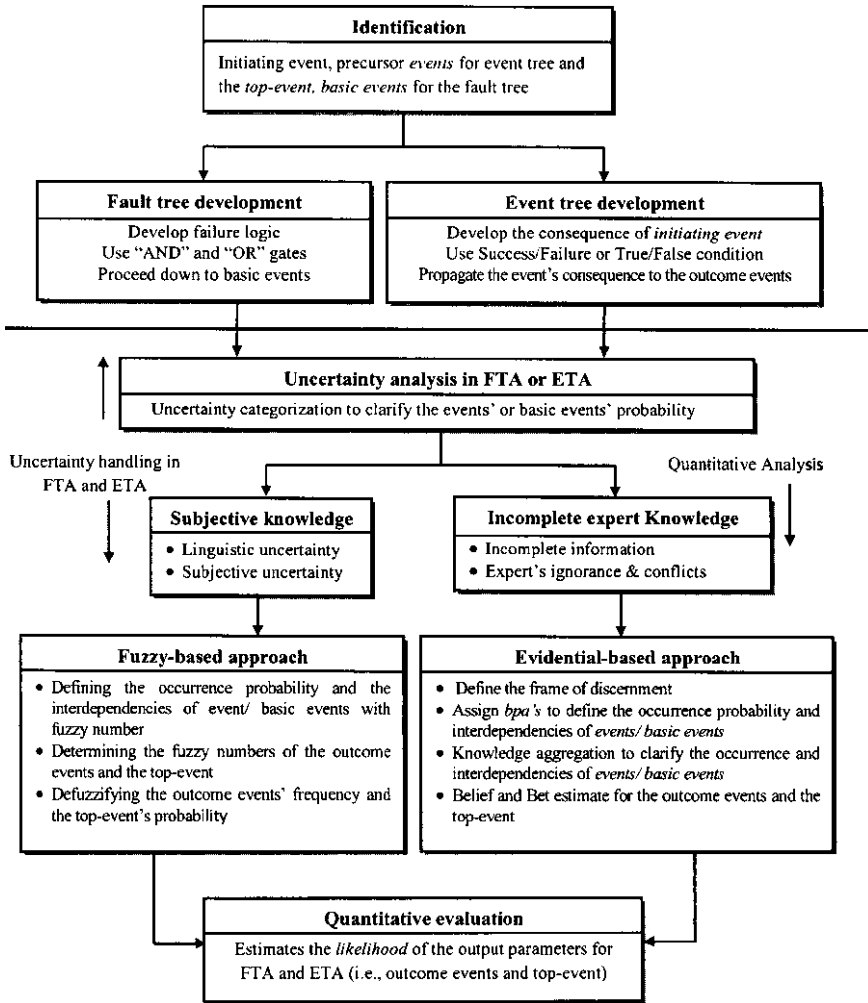 Identification
Initiating event, precursor events for event tree and
the top-event, basic events for the fault tree
Fault tree development
Develop failure logic
Use “AND” and “OR” gates
Proceed down to basic events
Event tree development
Develop the consequence of initiating event
Use Success/Failure or True/False condition
Propagate the event’s consequence to the outcome events
Uncertainty analysis in FTA or ETA
Uncertainty categorization to clarify the events’ or basic events’ probability
Uncertainty handling in
FTA and ETA
Quantitative Analysis
Subjective knowledge
• Linguistic uncertainty
• Subjective uncertainty
Incomplete expert Knowledge
• Incomplete information
• Expert’s ignorance & conflicts
Fuzzy-based approach
• Defining the occurrence probability and the
interdependencies of event/ basic events with
fuzzy number
• Determining the fuzzy numbers of the outcome
events and the top-event
• Defuzzifying the outcome events’ frequency and
the top-event’s probability
Evidential-based approach
• Define the frame of discernment
• Assign bpa’s to define the occurrence probability and
interdependencies of events/ basic events
• Knowledge aggregation to clarify the occurrence and
interdependencies of events/ basic events
• Belief and Bet estimate for the outcome events and the
top-event
Quantitative evaluation
Estimates the likelihood of the output parameters for
FTA and ETA (i.e., outcome events and top-event)